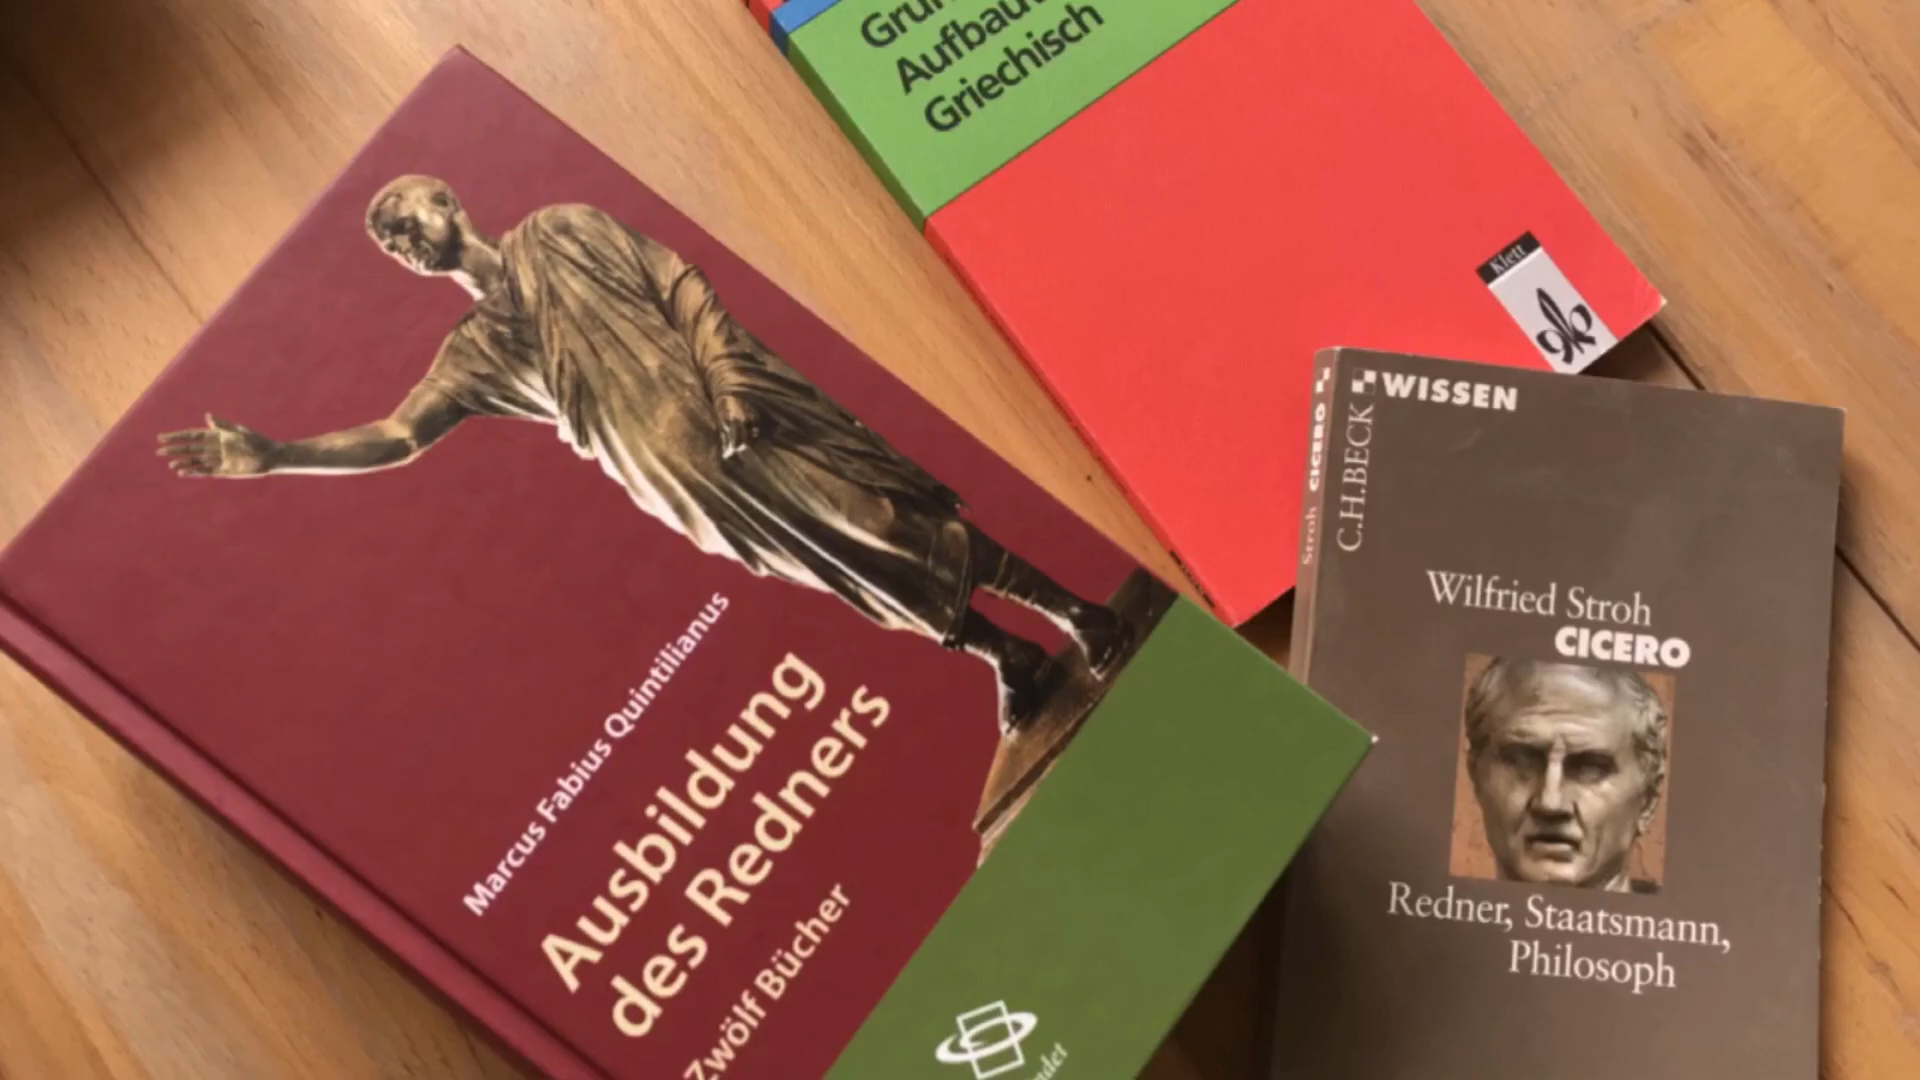 Griechisch
Klett
Marcus Fabius Quintilianus
Ausbildung
des Redners
Zwölf Bücher
Stroh CICERO
C.H.BECK
WISSEN
Wilfried Stroh
CICERO
Redner, Staatsmann,
Philosoph